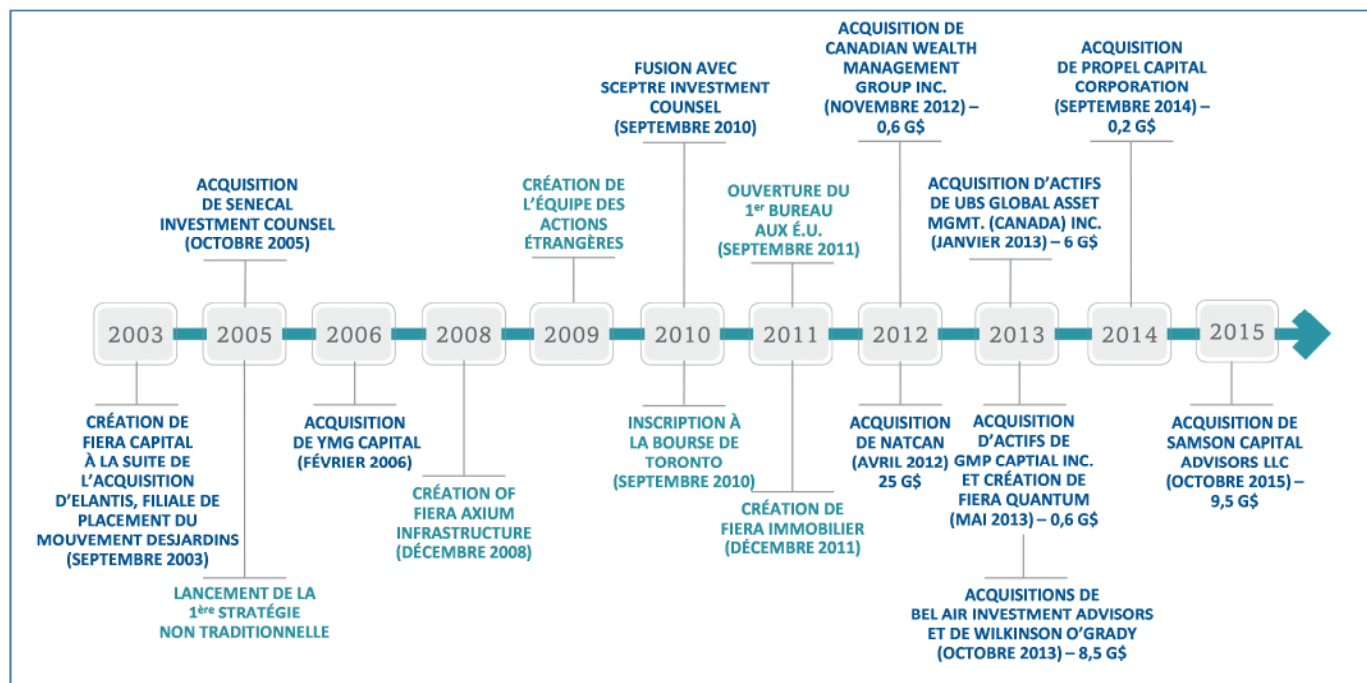 ACQUISITION DE
CANADIAN WEALTH
MANAGEMENT
GROUP INC.
(NOVEMBRE 2012) –
0,6 G$
ACQUISITION
DE PROPEL CAPITAL
CORPORATION
(SEPTEMBRE 2014) –
0,2 G$
FUSION AVEC
SCEPTRE INVESTMENT
COUNSEL
(SEPTEMBRE 2010)
ACQUISITION
DE SENECAL
INVESTMENT COUNSEL
(OCTOBRE 2005)
CRÉATION DE
L'ÉQUIPE DES
ACTIONS
ÉTRANGÈRES
OUVERTURE DU
1er BUREAU
AUX É.U.
(SEPTEMBRE 2011)
ACQUISITION D'ACTIFS
DE UBS GLOBAL ASSET
MGMT. (CANADA) INC.
(JANVIER 2013) – 6 G$
2003
2005
2006
2008
2009
2010
2011
2012
2013
2014
2015
CRÉATION DE
FIERA CAPITAL
À LA SUITE DE
L'ACQUISITION
D'ELANTIS, FILIALE DE
PLACEMENT DU
MOUVEMENT DESJARDINS
(SEPTEMBRE 2003)
LANCEMENT DE LA
1ère STRATÉGIE
NON TRADITIONNELLE
ACQUISITION
DE YMG CAPITAL
(FÉVRIER 2006)
CRÉATION OF
FIERA AXIUM
INFRASTRUCTURE
(DÉCEMBRE 2008)
INSCRIPTION À
LA BOURSE DE
TORONTO
(SEPTEMBRE 2010)
CRÉATION DE
FIERA IMMOBILIER
(DÉCEMBRE 2011)
ACQUISITION
DE NATCAN
(AVRIL 2012)
25 G$
ACQUISITION
D'ACTIFS DE
GMP CAPTIAL INC.
ET CRÉATION DE
FIERA QUANTUM
(MAI 2013) – 0,6 G$
ACQUISITIONS DE
BEL AIR INVESTMENT ADVISORS
ET DE WILKINSON O'GRADY
(OCTOBRE 2013) – 8,5 G$
ACQUISITION DE
SAMSON CAPITAL
ADVISORS LLC
(OCTOBRE 2015) –
9,5 G$